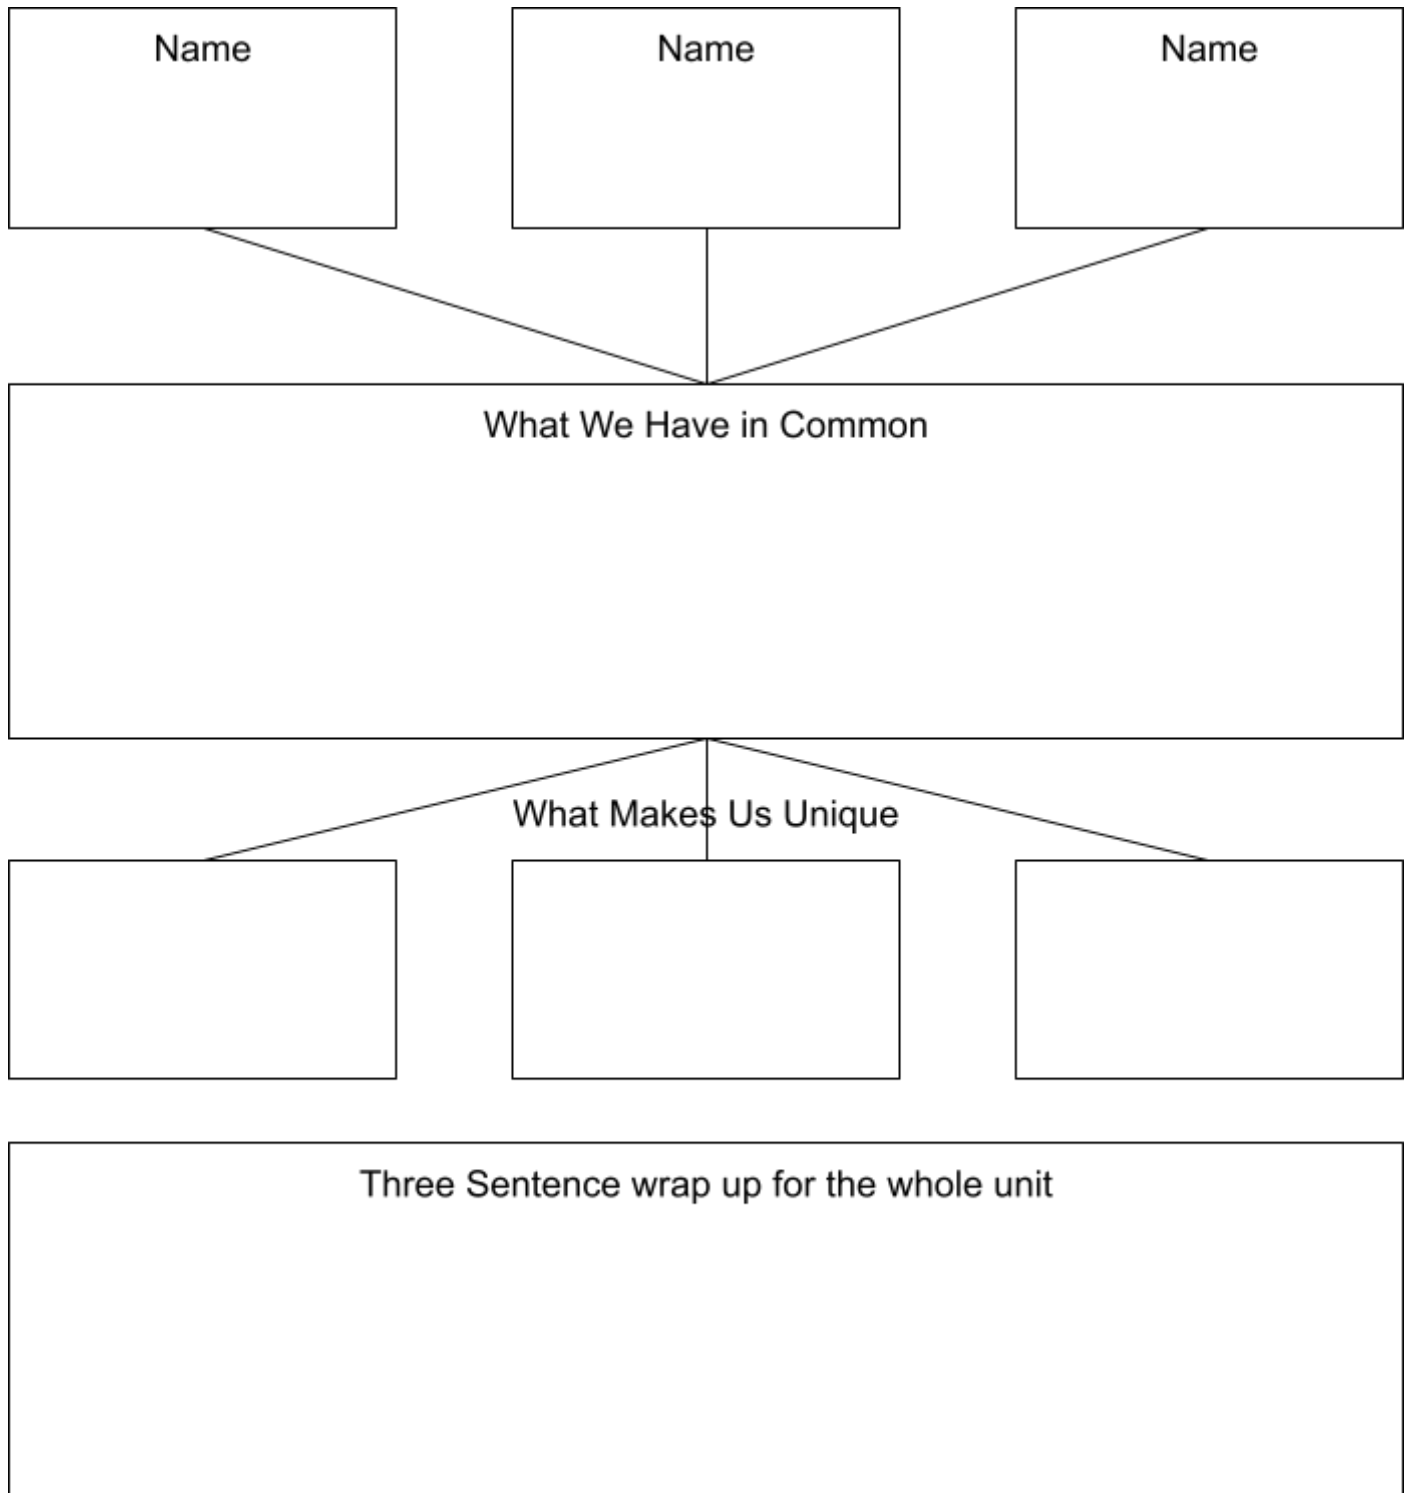 Name
Name
Name
What We Have in Common
What Makes Us Unique
Three Sentence wrap up for the whole unit